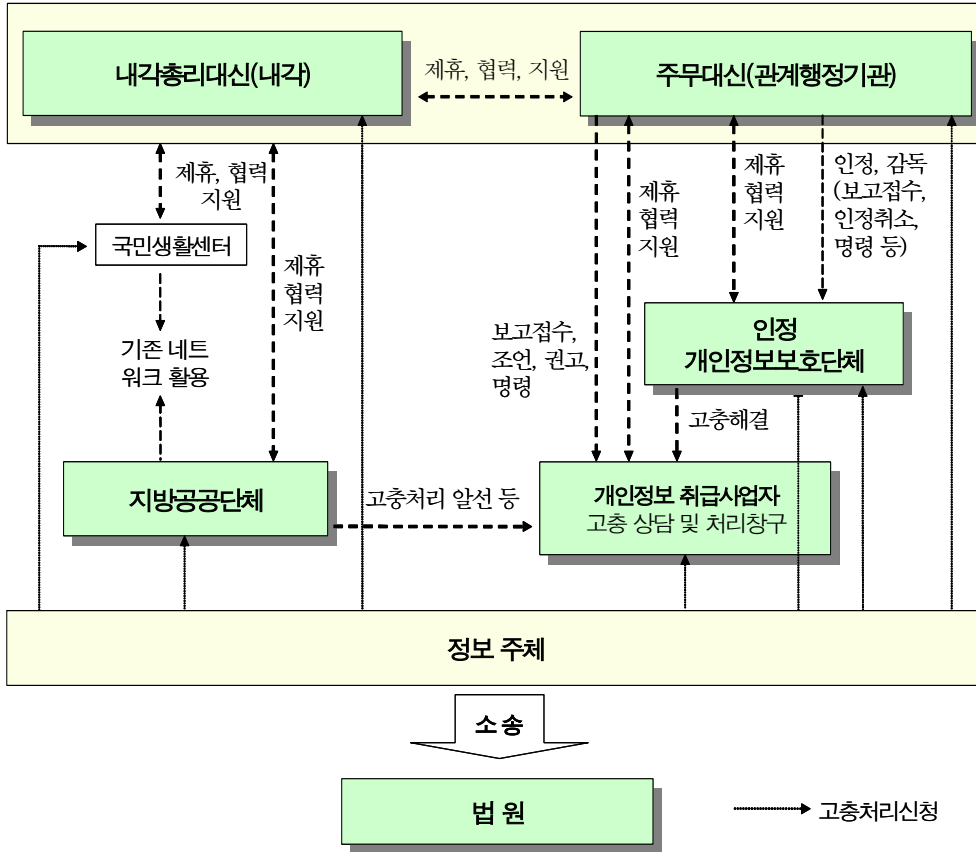 내각총리대신(내각)
제휴, 협력, 지원
주무대신(관계행정기관)
제휴, 협력
지원
국민생활센터
기존 네트
워크 활용
제휴
협력
지원
보고접수,
조언, 권고,
명령
제휴
협력
지원
제휴
협력
지원
인정, 감독
(보고접수,
인정취소,
명령 등)
인정
개인정보보호단체
고충해결
지방공공단체
고충처리 알선 등
개인정보 취급사업자
고충 상담 및 처리창구
정보 주체
소 송
법 원
고충처리신청